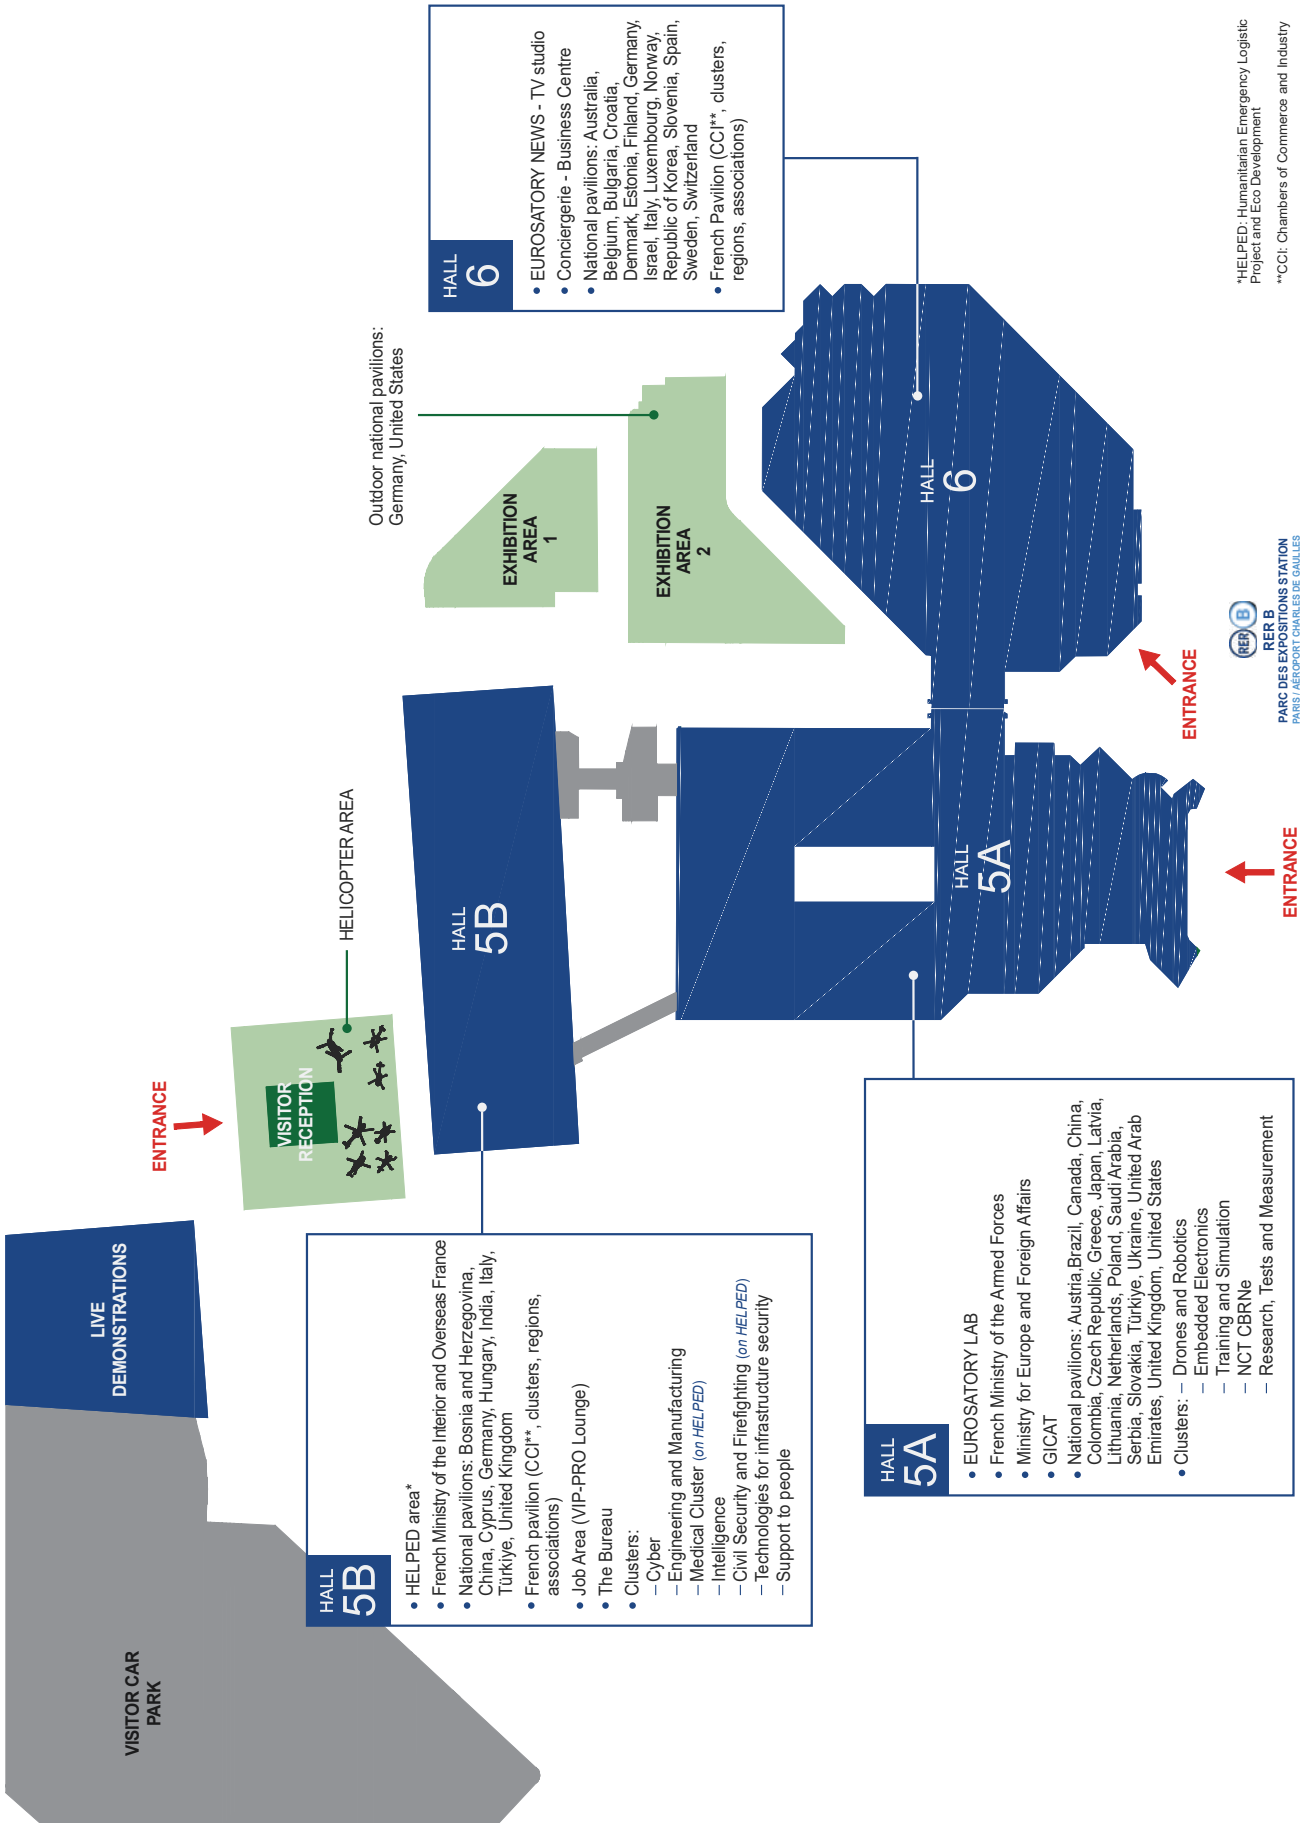 VISITOR CAR
PARK
LIVE
DEMONSTRATIONS
ENTRANCE
VISITOR
RECEPTION
HELICOPTER AREA
Outdoor national pavilions:
Germany, United States
EXHIBITION
AREA
1
EXHIBITION
AREA
2
HALL
5B
HALL
5A
HALL
6
HALL
5B
• HELPED area*
• French Ministry of the Interior and Overseas France
• National pavilions: Bosnia and Herzegovina,
China, Cyprus, Germany, Hungary, India, Italy,
Türkiye, United Kingdom
• French pavilion (CCI**, clusters, regions,
associations)
• Job Area (VIP-PRO Lounge)
• The Bureau
• Clusters:
– Cyber
– Engineering and Manufacturing
– Medical Cluster (on HELPED)
– Intelligence
– Civil Security and Firefighting (on HELPED)
– Technologies for infrastructure security
– Support to people
HALL
6
• EUROSATORY NEWS - TV studio
• Conciergerie - Business Centre
• National pavilions: Australia,
Belgium, Bulgaria, Croatia,
Denmark, Estonia, Finland, Germany,
Israel, Italy, Luxembourg, Norway,
Republic of Korea, Slovenia, Spain,
Sweden, Switzerland
• French Pavilion (CCI**, clusters,
regions, associations)
HALL
5A
• EUROSATORY LAB
• French Ministry of the Armed Forces
• Ministry for Europe and Foreign Affairs
• GICAT
• National pavilions: Austria,Brazil, Canada, China,
Colombia, Czech Republic, Greece, Japan, Latvia,
Lithuania, Netherlands, Poland, Saudi Arabia,
Serbia, Slovakia, Türkiye, Ukraine, United Arab
Emirates, United Kingdom, United States
• Clusters: – Drones and Robotics
– Embedded Electronics
– Training and Simulation
– NCT CBRNe
– Research, Tests and Measurement
ENTRANCE
ENTRANCE
RER B
RER B
PARC DES EXPOSITIONS STATION
PARIS / AÉROPORT CHARLES DE GAULLES
*HELPED: Humanitarian Emergency Logistic
Project and Eco Development
**CCI: Chambers of Commerce and Industry